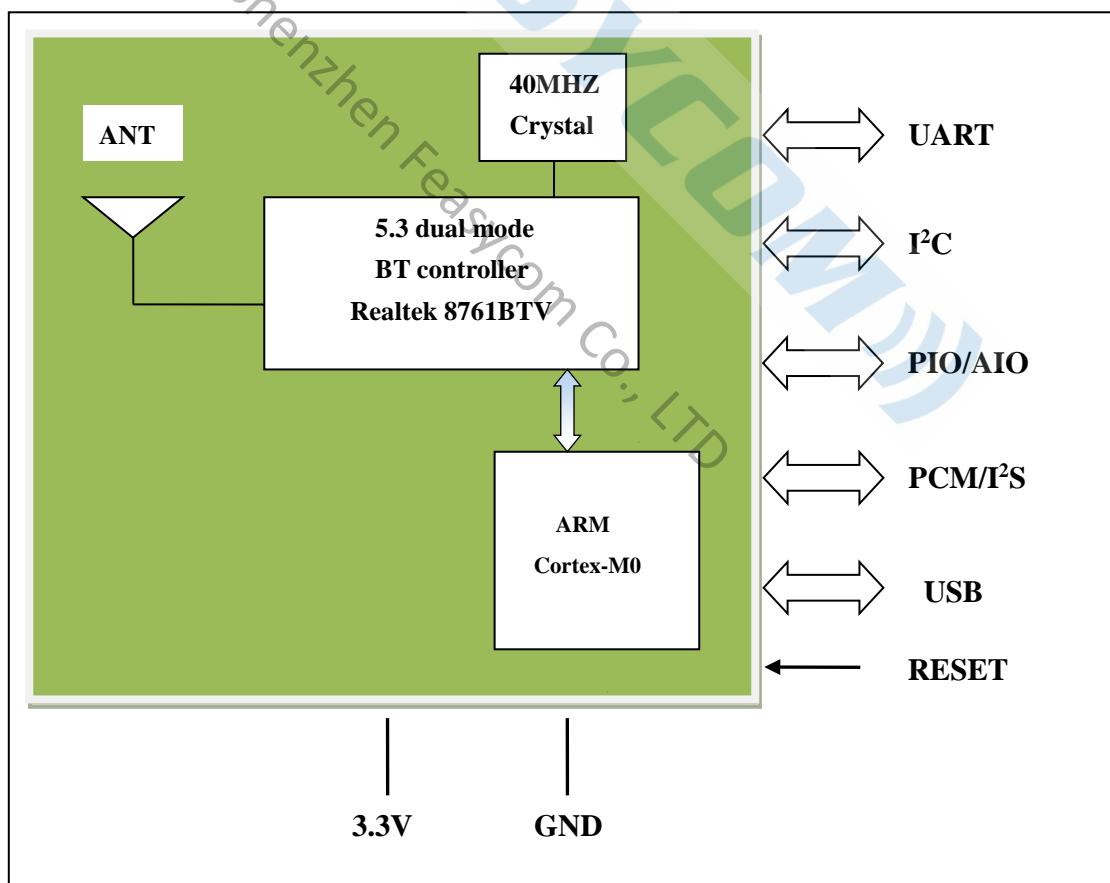 40MHZ
Crystal
ANT
UART
5.3 dual mode
BT controller
Realtek 8761BTV
I²C
PIO/AIO
ARM
Cortex-M0
PCM/I²S
USB
RESET
3.3V
GND
Shenzhen Feasycom Co., LTD
YCOM